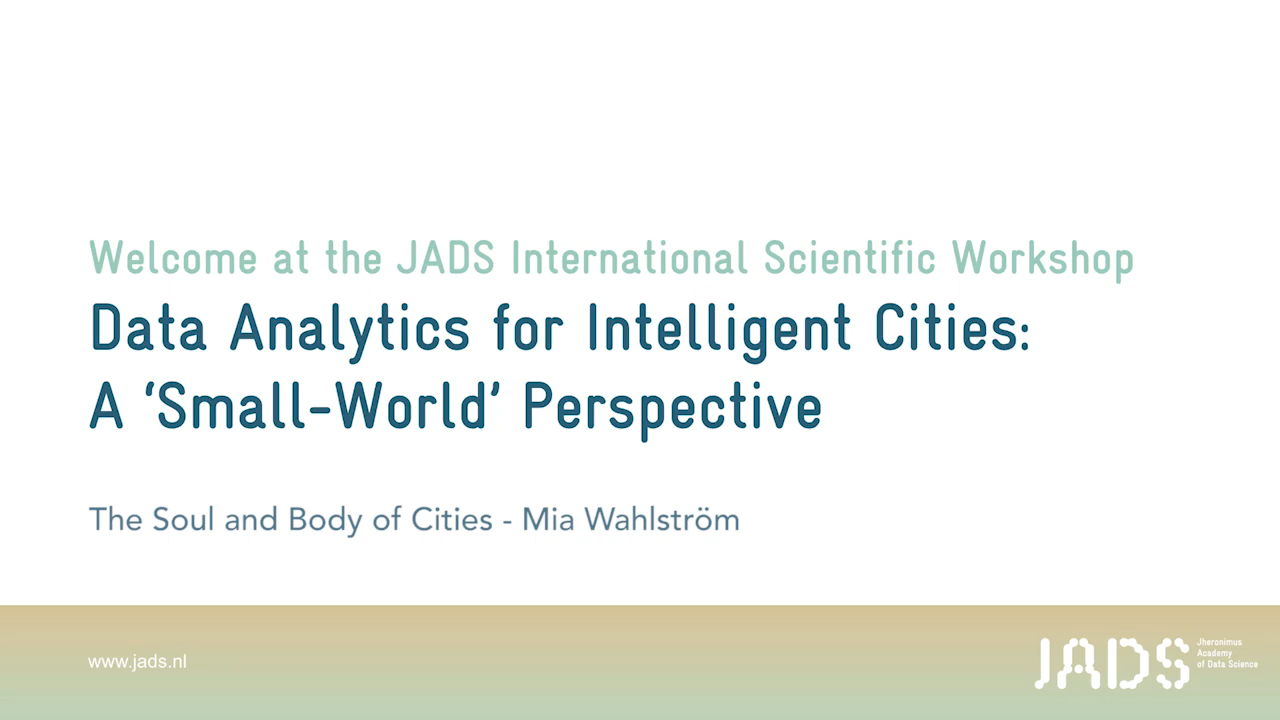 Welcome at the JADS International Scientific Workshop
Data Analytics for Intelligent Cities:
A ‘Small-World’ Perspective
The Soul and Body of Cities - Mia Wahlström
www.jads.nl
JADS
Jheronimus
Academy
of Data Science